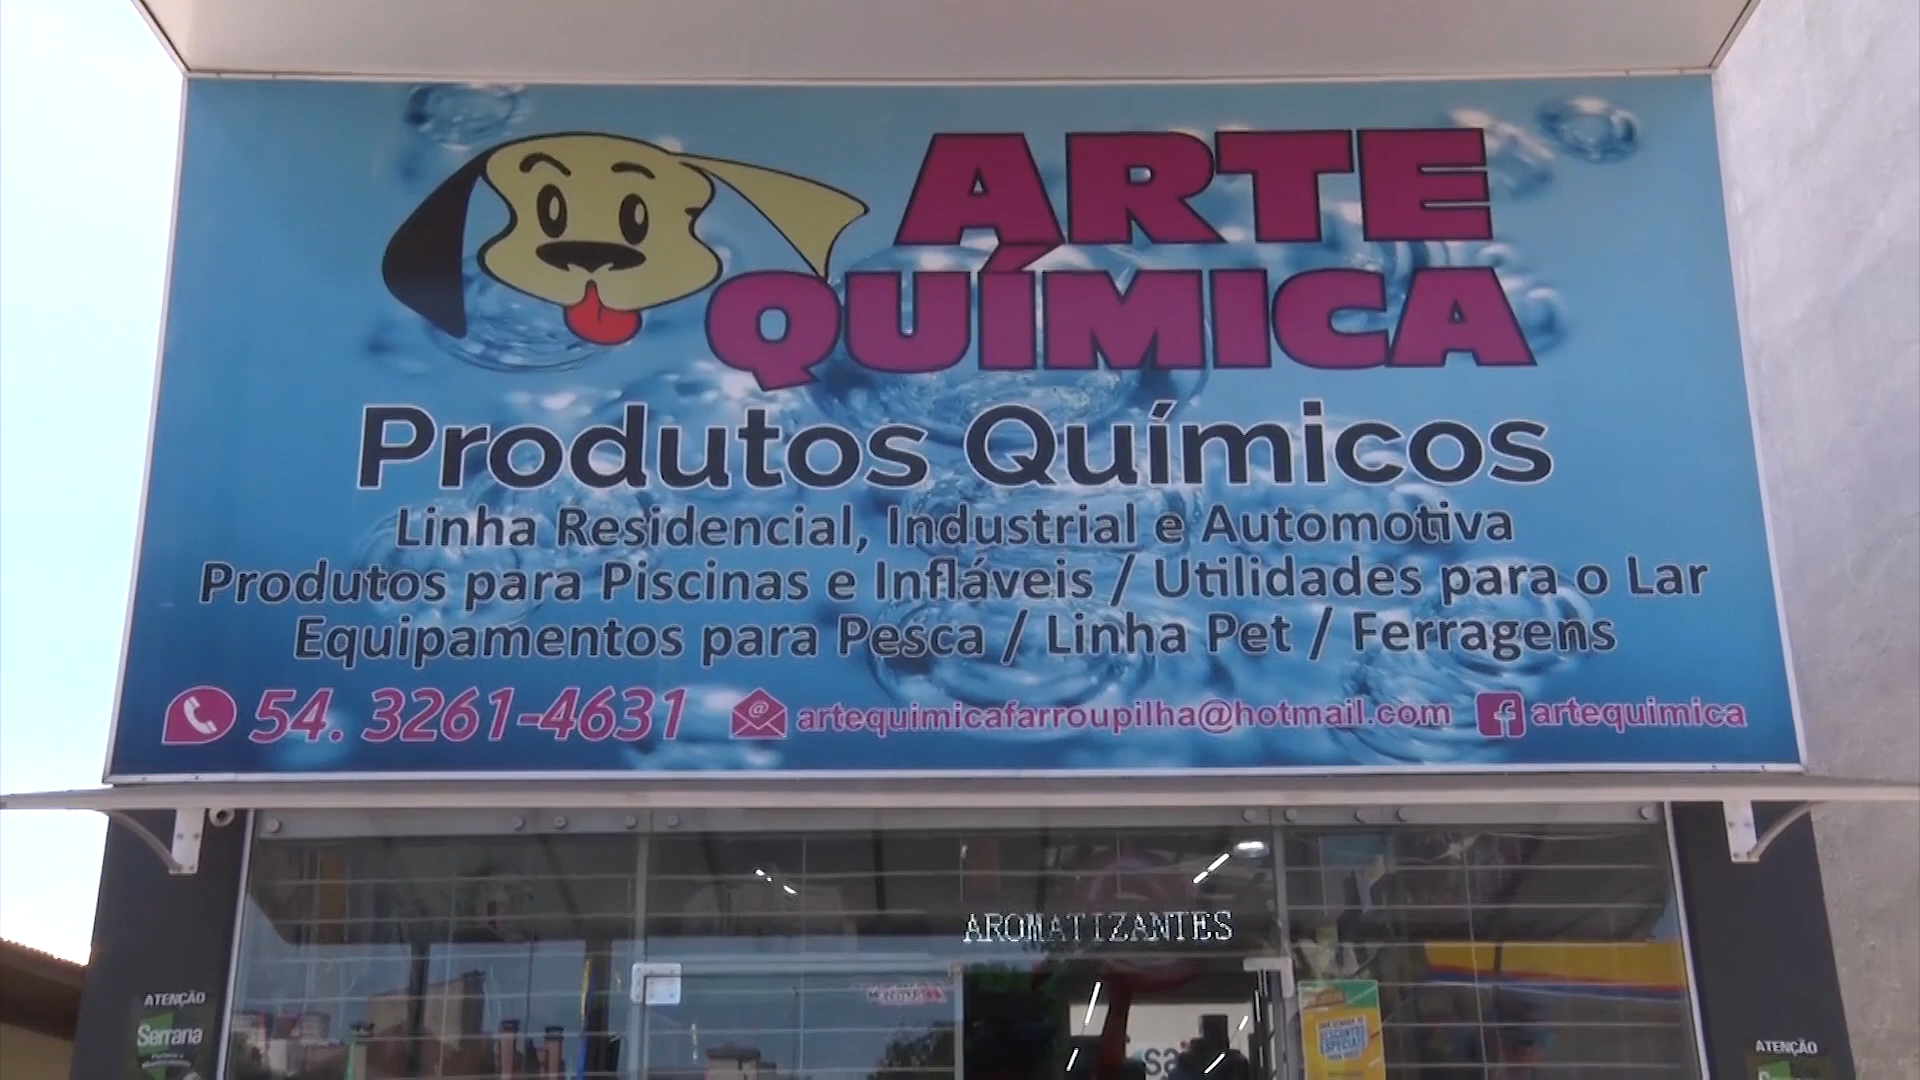 ARTE
QUÍMICA
Produtos Químicos
Linha Residencial, Industrial e Automotiva
Produtos para Piscinas e Infláveis / Utilidades para o Lar
Equipamentos para Pesca / Linha Pet / Ferragens
54. 3261-4631 artequimicafarroupilha@hotmail.com artequimica
AROMATIZANTES
ATENÇÃO
Serrana
ATENÇÃO